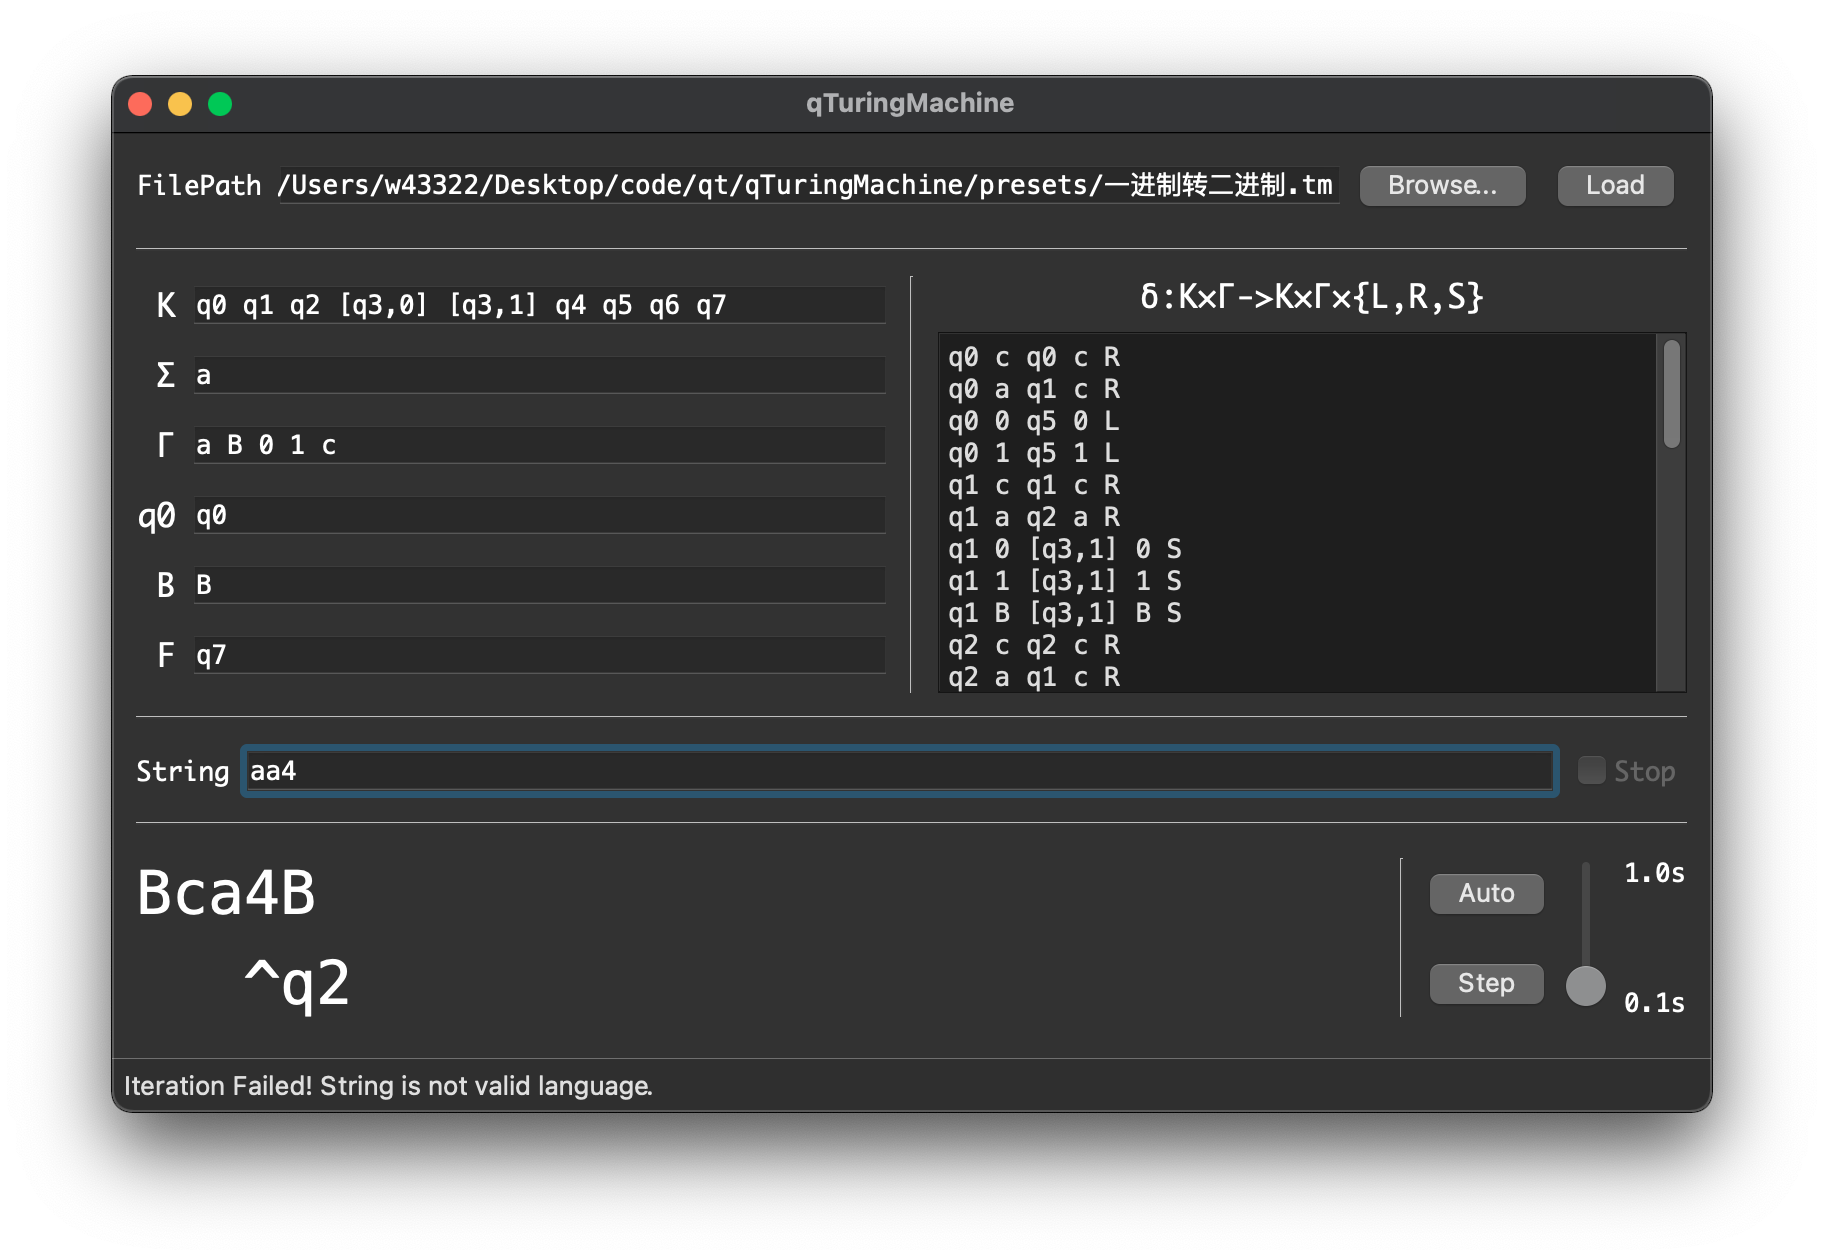 qTuringMachine
FilePath /Users/w43322/Desktop/code/qt/qTuringMachine/presets/一进制转二进制.tm Browse... Load
K q0 q1 q2 [q3,0] [q3,1] q4 q5 q6 q7
Σ a
Γ a B 0 1 c
q0 q0
B B
F q7
δ:K×Γ->K×Γ×{L,R,S}
q0 c q0 c R
q0 a q1 c R
q0 0 q5 0 L
q0 1 q5 1 L
q1 c q1 c R
q1 a q2 a R
q1 0 [q3,1] 0 S
q1 1 [q3,1] 1 S
q1 B [q3,1] B S
q2 c q2 c R
q2 a q1 c R
String aa4 Stop
Bca4B
^q2
Auto
Step
1.0s
0.1s
Iteration Failed! String is not valid language.